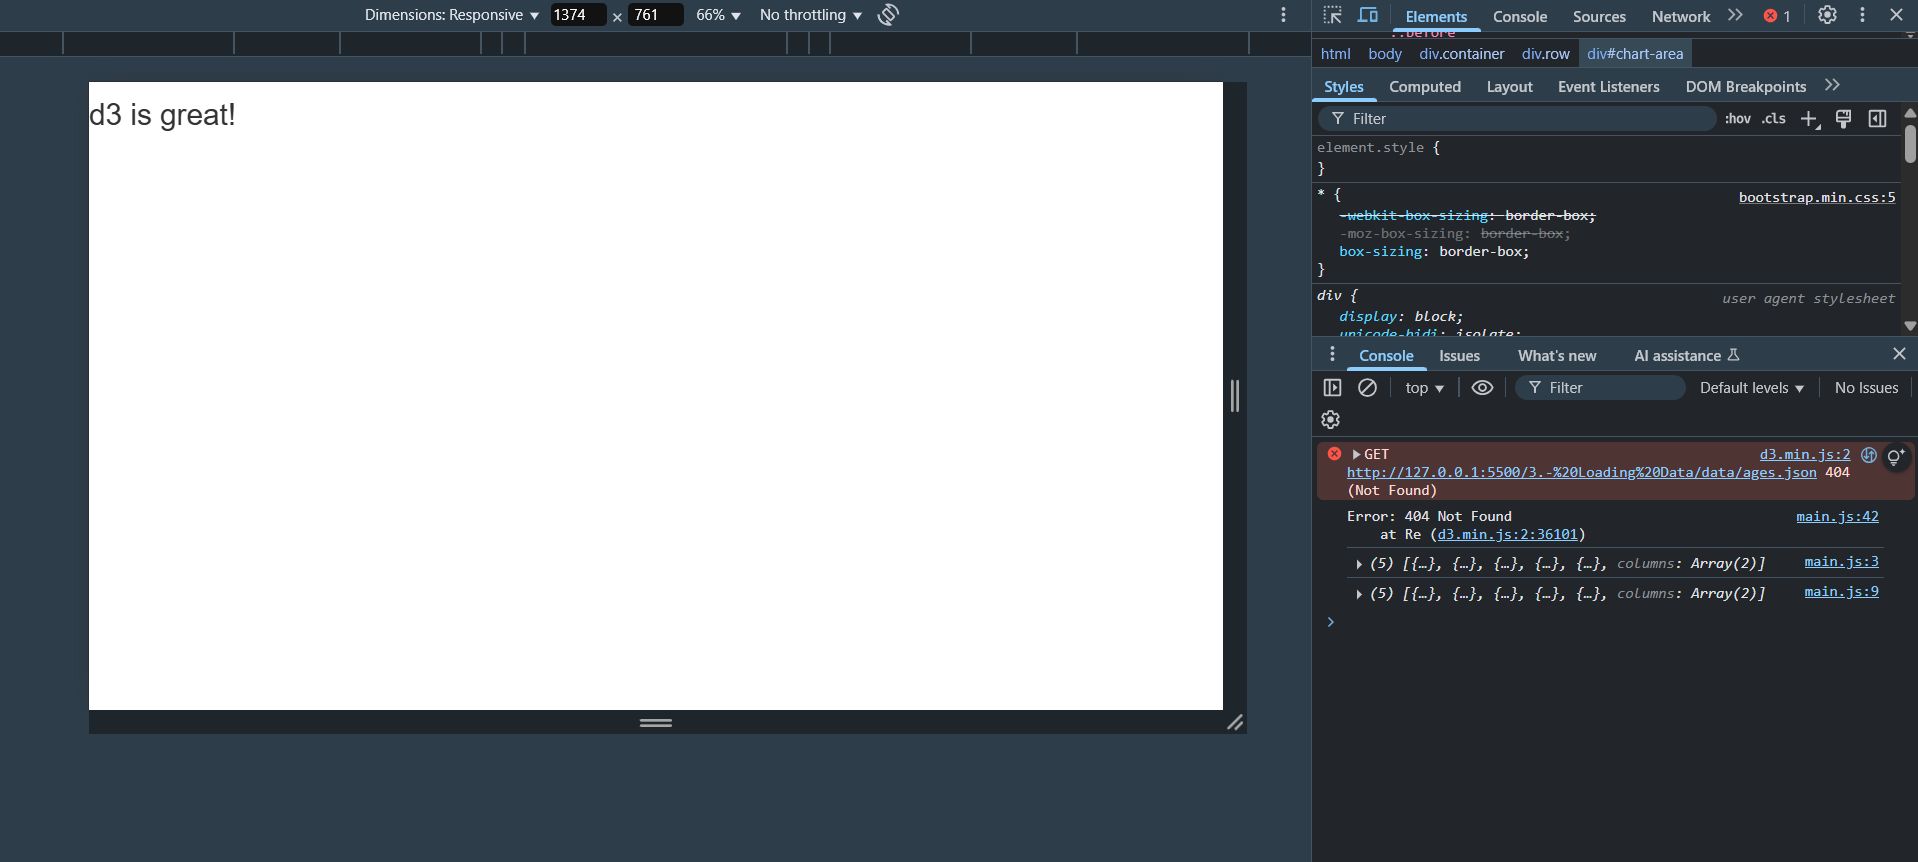 Dimensions: Responsive 1374 × 761 66% No throttling
d3 is great!
Elements Console Sources Network 1
::before
html body div.container div.row div#chart-area
Styles Computed Layout Event Listeners DOM Breakpoints
Filter :hov .cls
element.style {
}
* { bootstrap.min.css:5
-webkit-box-sizing: border-box;
-moz-box-sizing: border-box;
box-sizing: border-box;
}
div { user agent stylesheet
display: block;
unicode-bidi: isolate;
Console Issues What's new AI assistance
top Filter Default levels No Issues
GET d3.min.js:2
http://127.0.0.1:5500/3.-%20Loading%20Data/data/ages.json 404
(Not Found)
Error: 404 Not Found main.js:42
at Re (d3.min.js:2:36101)
(5) [{…}, {…}, {…}, {…}, {…}, columns: Array(2)] main.js:3
(5) [{…}, {…}, {…}, {…}, {…}, columns: Array(2)] main.js:9